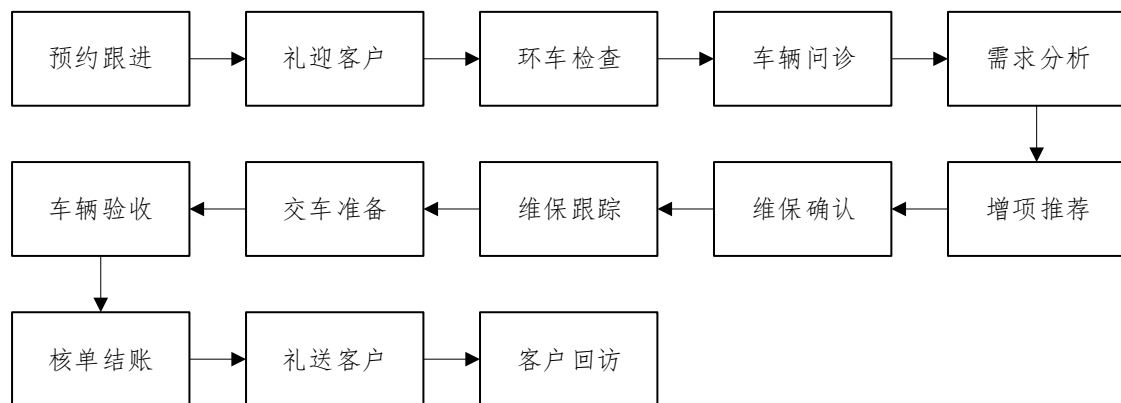 预约跟进
礼迎客户
环车检查
车辆问诊
需求分析
增项推荐
维保确认
维保跟踪
交车准备
车辆验收
核单结账
礼送客户
客户回访